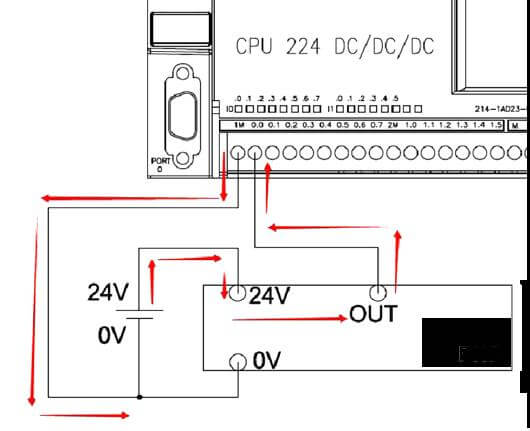 CPU 224 DC/DC/DC
.0 .1 .2 .3 .4 .5 .6 .7 .0 .1 .2 .3 .4 .5
I0 I1
214-1AD23-
1M 0.0 0.1 0.2 0.3 0.4 0.5 0.6 0.7 2M 1.0 1.1 1.2 1.3 1.4 1.5 M
PORT
0
24V 24V
OUT
0V
0V